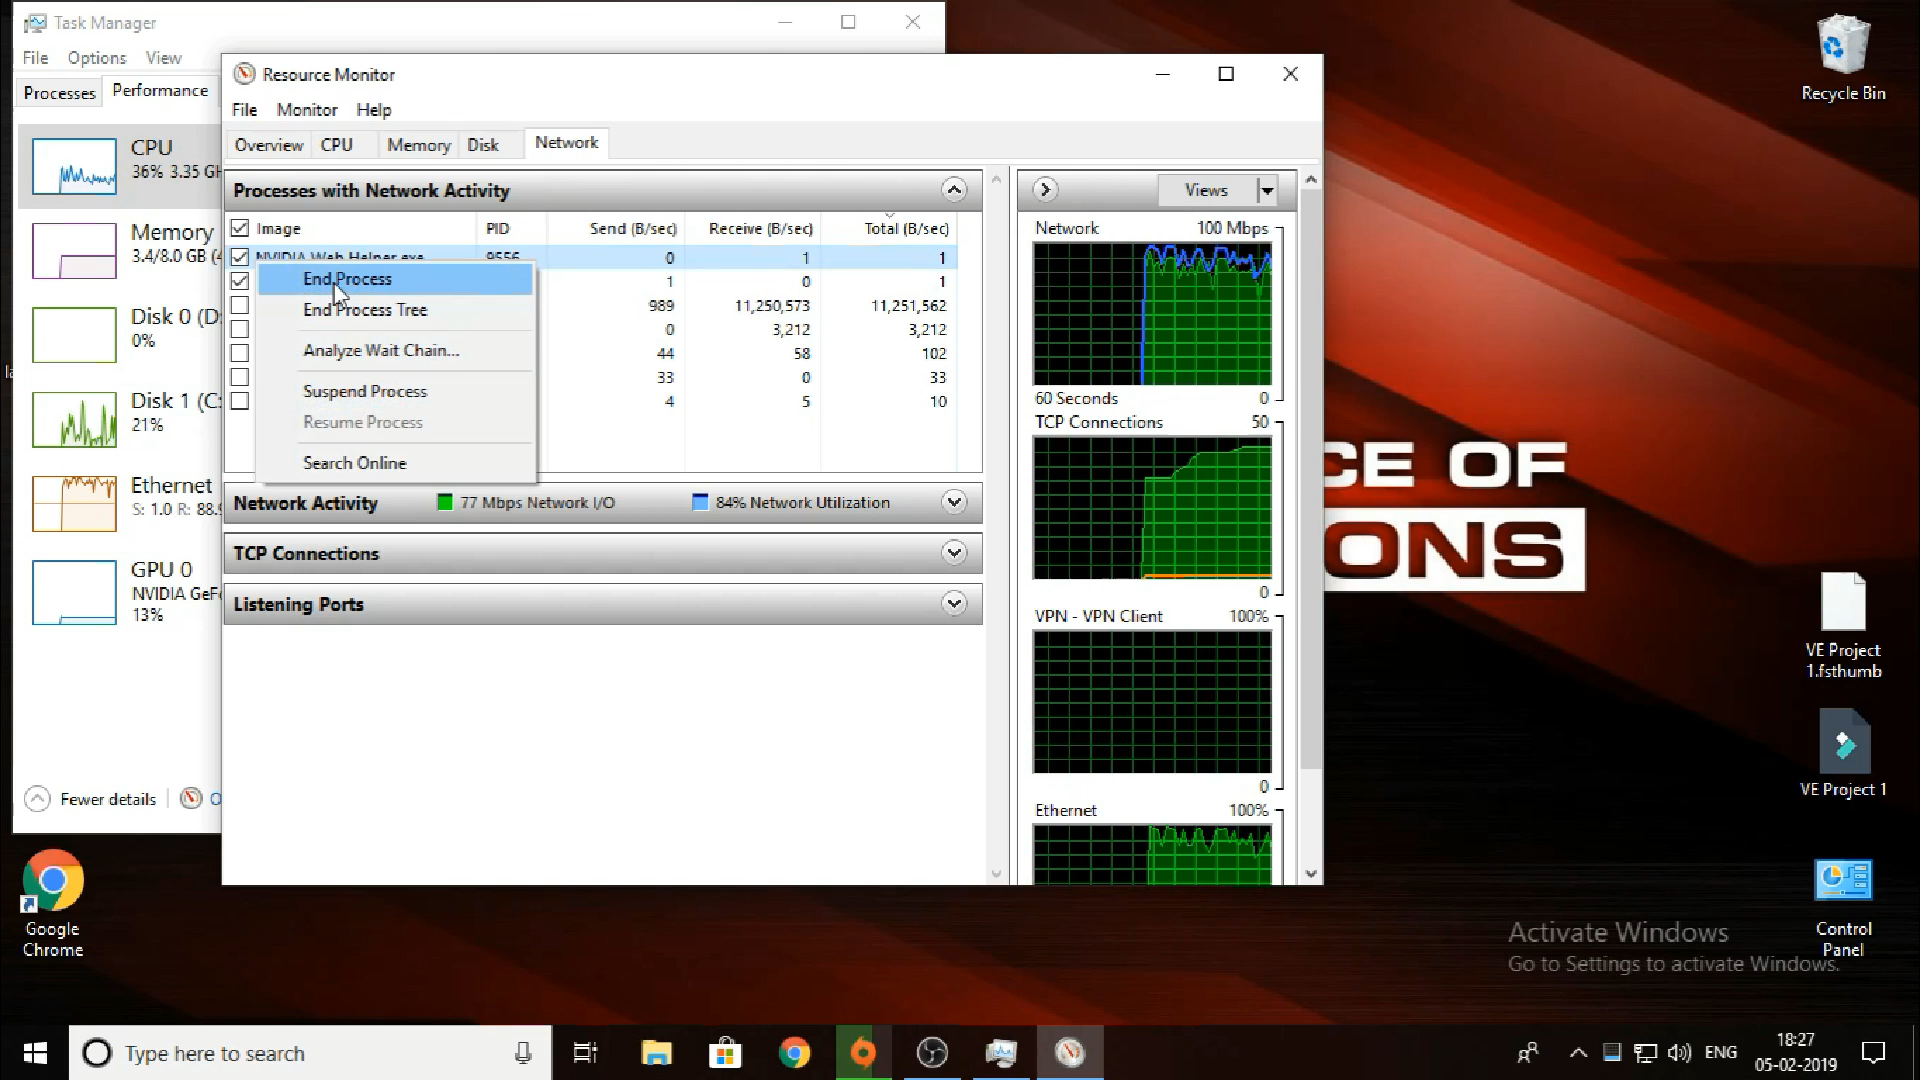 Task Manager
File Options View
Processes Performance
CPU
36% 3.35 GH
Memory
3.4/8.0 GB (4
Disk 0 (D:
0%
Disk 1 (C:
21%
Ethernet
S: 1.0 R: 88.9
GPU 0
NVIDIA GeFo
13%
Fewer details
Resource Monitor
File Monitor Help
Overview CPU Memory Disk Network
Processes with Network Activity
Image PID Send (B/sec) Receive (B/sec) Total (B/sec)
NVIDIA Web Helper.exe 9556 0 1 1
1 0 1
989 11,250,573 11,251,562
0 3,212 3,212
44 58 102
33 0 33
4 5 10
End Process
End Process Tree
Analyze Wait Chain...
Suspend Process
Resume Process
Search Online
Network Activity 77 Mbps Network I/O 84% Network Utilization
TCP Connections
Listening Ports
Views
Network 100 Mbps
60 Seconds 0
TCP Connections 50
0
VPN - VPN Client 100%
0
Ethernet 100%
CE OF
ONS
Recycle Bin
VE Project
1.fsthumb
VE Project 1
Control
Panel
Google
Chrome
Activate Windows
Go to Settings to activate Windows.
Type here to search
ENG
18:27
05-02-2019